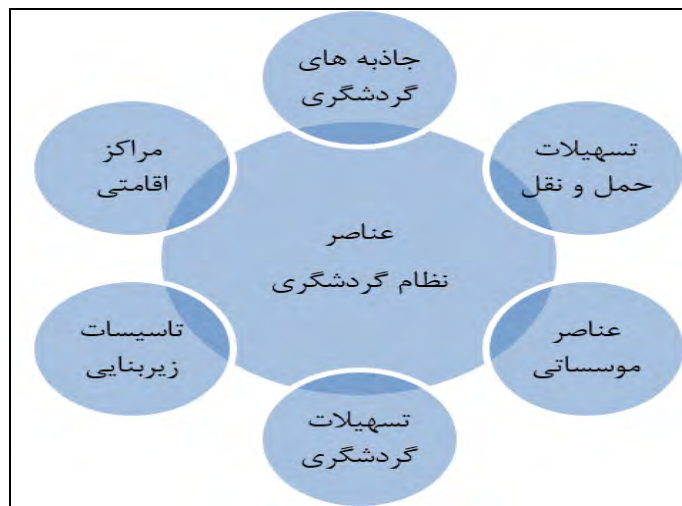 جاذبه های
گردشگری
تسهیلات
حمل و نقل
مراکز
اقامتی
عناصر
نظام گردشگری
عناصر
موسساتی
تاسیسات
زیربنایی
تسهیلات
گردشگری